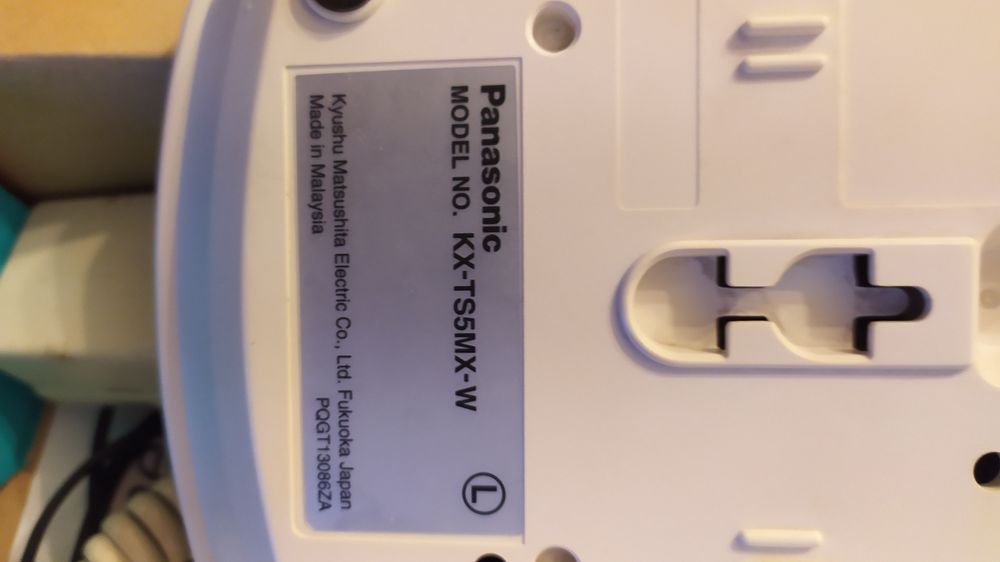 Panasonic
MODEL NO. KX-TS5MX-W
L
Kyushu Matsushita Electric Co., Ltd. Fukuoka Japan
Made in Malaysia
PQGT13086ZA